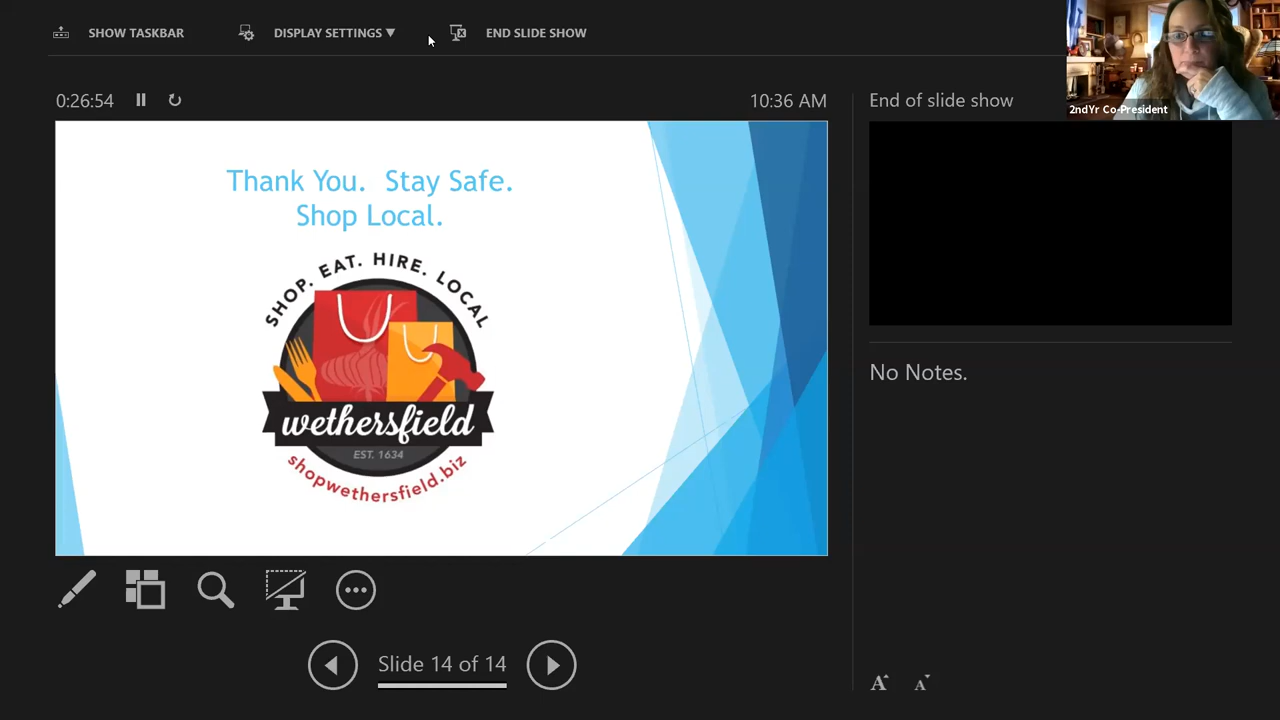 SHOW TASKBAR
DISPLAY SETTINGS ▼
END SLIDE SHOW
2ndYr Co-President
0:26:54
10:36 AM
End of slide show
Thank You.  Stay Safe.
Shop Local.
SHOP. EAT. HIRE. LOCAL
wethersfield
EST. 1634
shopwethersfield.biz
No Notes.
Slide 14 of 14
A A